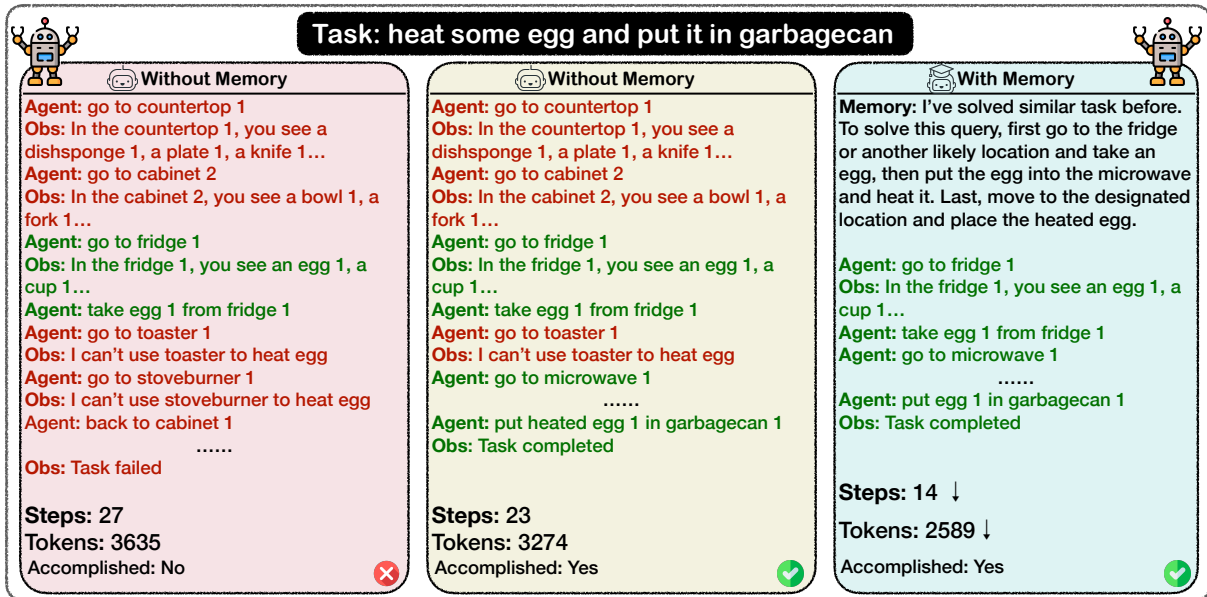 Task: heat some egg and put it in garbagecan
Without Memory
Agent: go to countertop 1
Obs: In the countertop 1, you see a
dishsponge 1, a plate 1, a knife 1...
Agent: go to cabinet 2
Obs: In the cabinet 2, you see a bowl 1, a
fork 1...
Agent: go to fridge 1
Obs: In the fridge 1, you see an egg 1, a
cup 1...
Agent: take egg 1 from fridge 1
Agent: go to toaster 1
Obs: I can't use toaster to heat egg
Agent: go to stoveburner 1
Obs: I can't use stoveburner to heat egg
Agent: back to cabinet 1
......
Obs: Task failed
Steps: 27
Tokens: 3635
Accomplished: No
Without Memory
Agent: go to countertop 1
Obs: In the countertop 1, you see a
dishsponge 1, a plate 1, a knife 1...
Agent: go to cabinet 2
Obs: In the cabinet 2, you see a bowl 1, a
fork 1...
Agent: go to fridge 1
Obs: In the fridge 1, you see an egg 1, a
cup 1...
Agent: take egg 1 from fridge 1
Agent: go to toaster 1
Obs: I can't use toaster to heat egg
Agent: go to microwave 1
......
Agent: put heated egg 1 in garbagecan 1
Obs: Task completed
Steps: 23
Tokens: 3274
Accomplished: Yes
With Memory
Memory: I've solved similar task before.
To solve this query, first go to the fridge
or another likely location and take an
egg, then put the egg into the microwave
and heat it. Last, move to the designated
location and place the heated egg.
Agent: go to fridge 1
Obs: In the fridge 1, you see an egg 1, a
cup 1...
Agent: take egg 1 from fridge 1
Agent: go to microwave 1
......
Agent: put egg 1 in garbagecan 1
Obs: Task completed
Steps: 14 ↓
Tokens: 2589 ↓
Accomplished: Yes